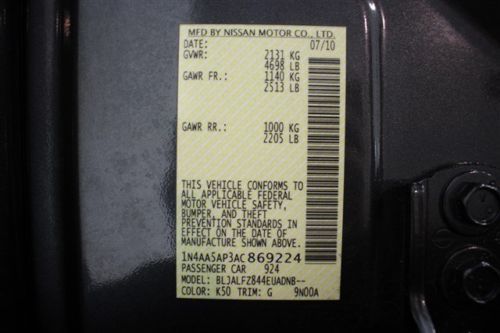 MFD BY NISSAN MOTOR CO., LTD.
DATE: 07/10
GVWR: 2131 KG
4698 LB
GAWR FR.: 1140 KG
2513 LB
GAWR RR.: 1000 KG
2205 LB
THIS VEHICLE CONFORMS TO
ALL APPLICABLE FEDERAL
MOTOR VEHICLE SAFETY,
BUMPER, AND THEFT
PREVENTION STANDARDS IN
EFFECT ON THE DATE OF
MANUFACTURE SHOWN ABOVE.
1N4AA5AP3AC869224
PASSENGER CAR 924
MODEL: BLJALFZ844EUADNB--
COLOR: K50 TRIM: G 9N00A